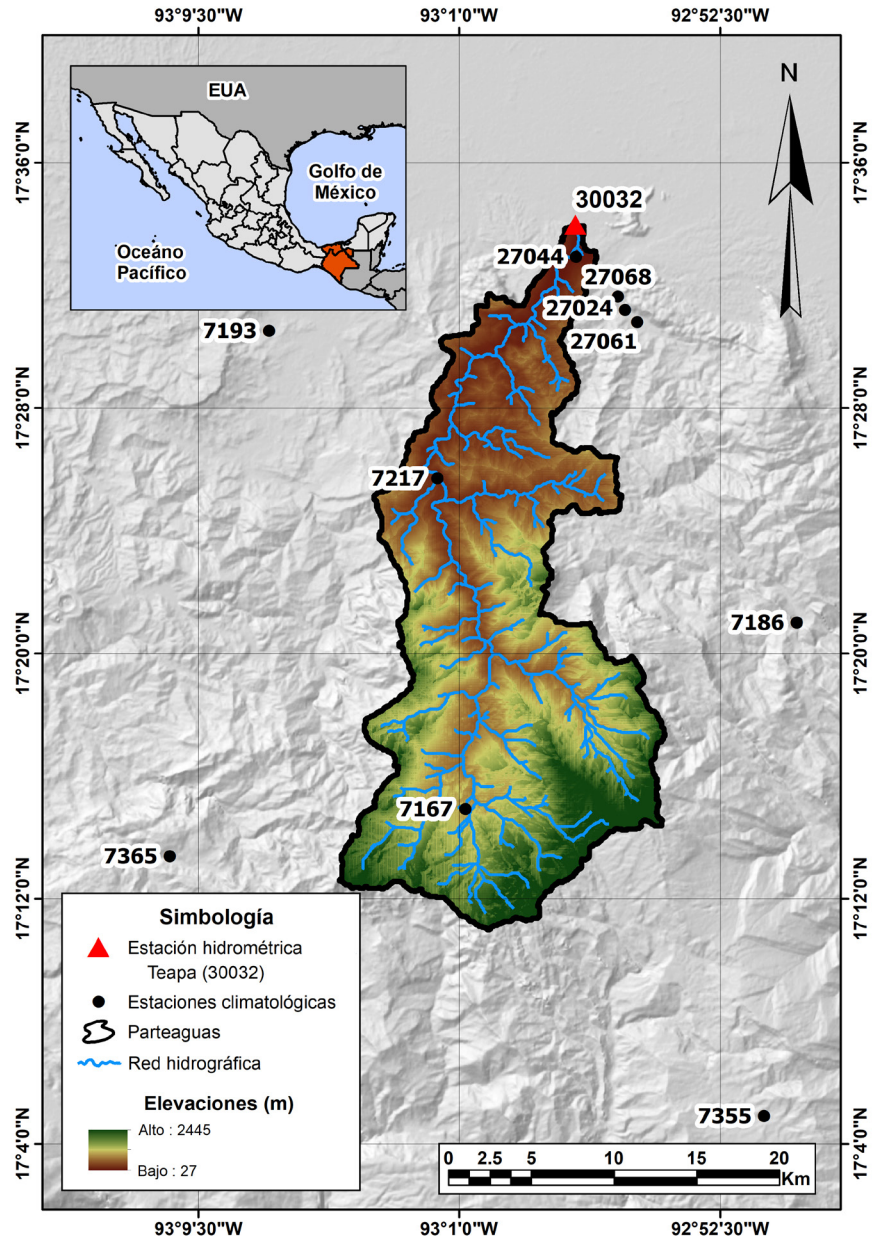 93°9'30"W
93°1'0"W
92°52'30"W
EUA
Golfo de
México
Oceáno
Pacífico
N
17°36'0"N
17°36'0"N
30032
27044
27068
27024
27061
7193
17°28'0"N
17°28'0"N
7217
7186
17°20'0"N
17°20'0"N
7167
7365
17°12'0"N
17°12'0"N
Simbología
Estación hidrométrica
Teapa (30032)
Estaciones climatológicas
Parteaguas
Red hidrográfica
Elevaciones (m)
Alto : 2445
Bajo : 27
7355
17°4'0"N
17°4'0"N
0 2.5 5 10 15 20
Km
93°9'30"W
93°1'0"W
92°52'30"W